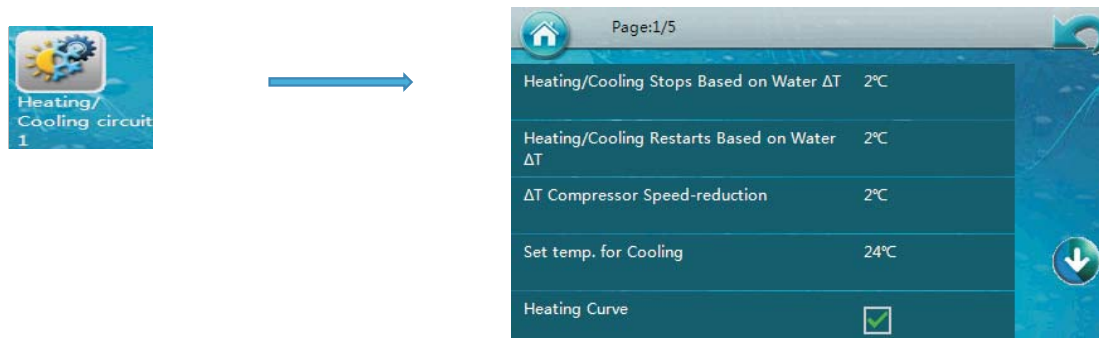 Heating/
Cooling circuit
1
Page:1/5
Heating/Cooling Stops Based on Water ΔT 2℃
Heating/Cooling Restarts Based on Water 2℃
ΔT
ΔT Compressor Speed-reduction 2℃
Set temp. for Cooling 24℃
Heating Curve